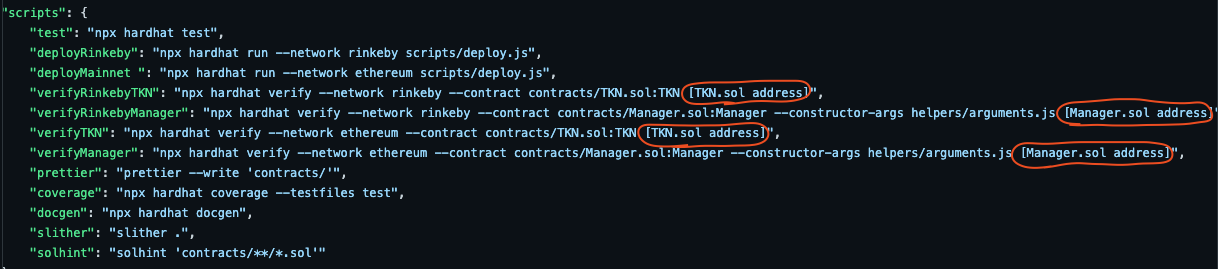 "scripts": {
"test": "npx hardhat test",
"deployRinkeby": "npx hardhat run --network rinkeby scripts/deploy.js",
"deployMainnet ": "npx hardhat run --network ethereum scripts/deploy.js",
"verifyRinkebyTKN": "npx hardhat verify --network rinkeby --contract contracts/TKN.sol:TKN [TKN.sol address]",
"verifyRinkebyManager": "npx hardhat verify --network rinkeby --contract contracts/Manager.sol:Manager --constructor-args helpers/arguments.js [Manager.sol address]"
"verifyTKN": "npx hardhat verify --network ethereum --contract contracts/TKN.sol:TKN [TKN.sol address]",
"verifyManager": "npx hardhat verify --network ethereum --contract contracts/Manager.sol:Manager --constructor-args helpers/arguments.js [Manager.sol address]",
"prettier": "prettier --write 'contracts/'",
"coverage": "npx hardhat coverage --testfiles test",
"docgen": "npx hardhat docgen",
"slither": "slither .",
"solhint": "solhint 'contracts/**/*.sol'"